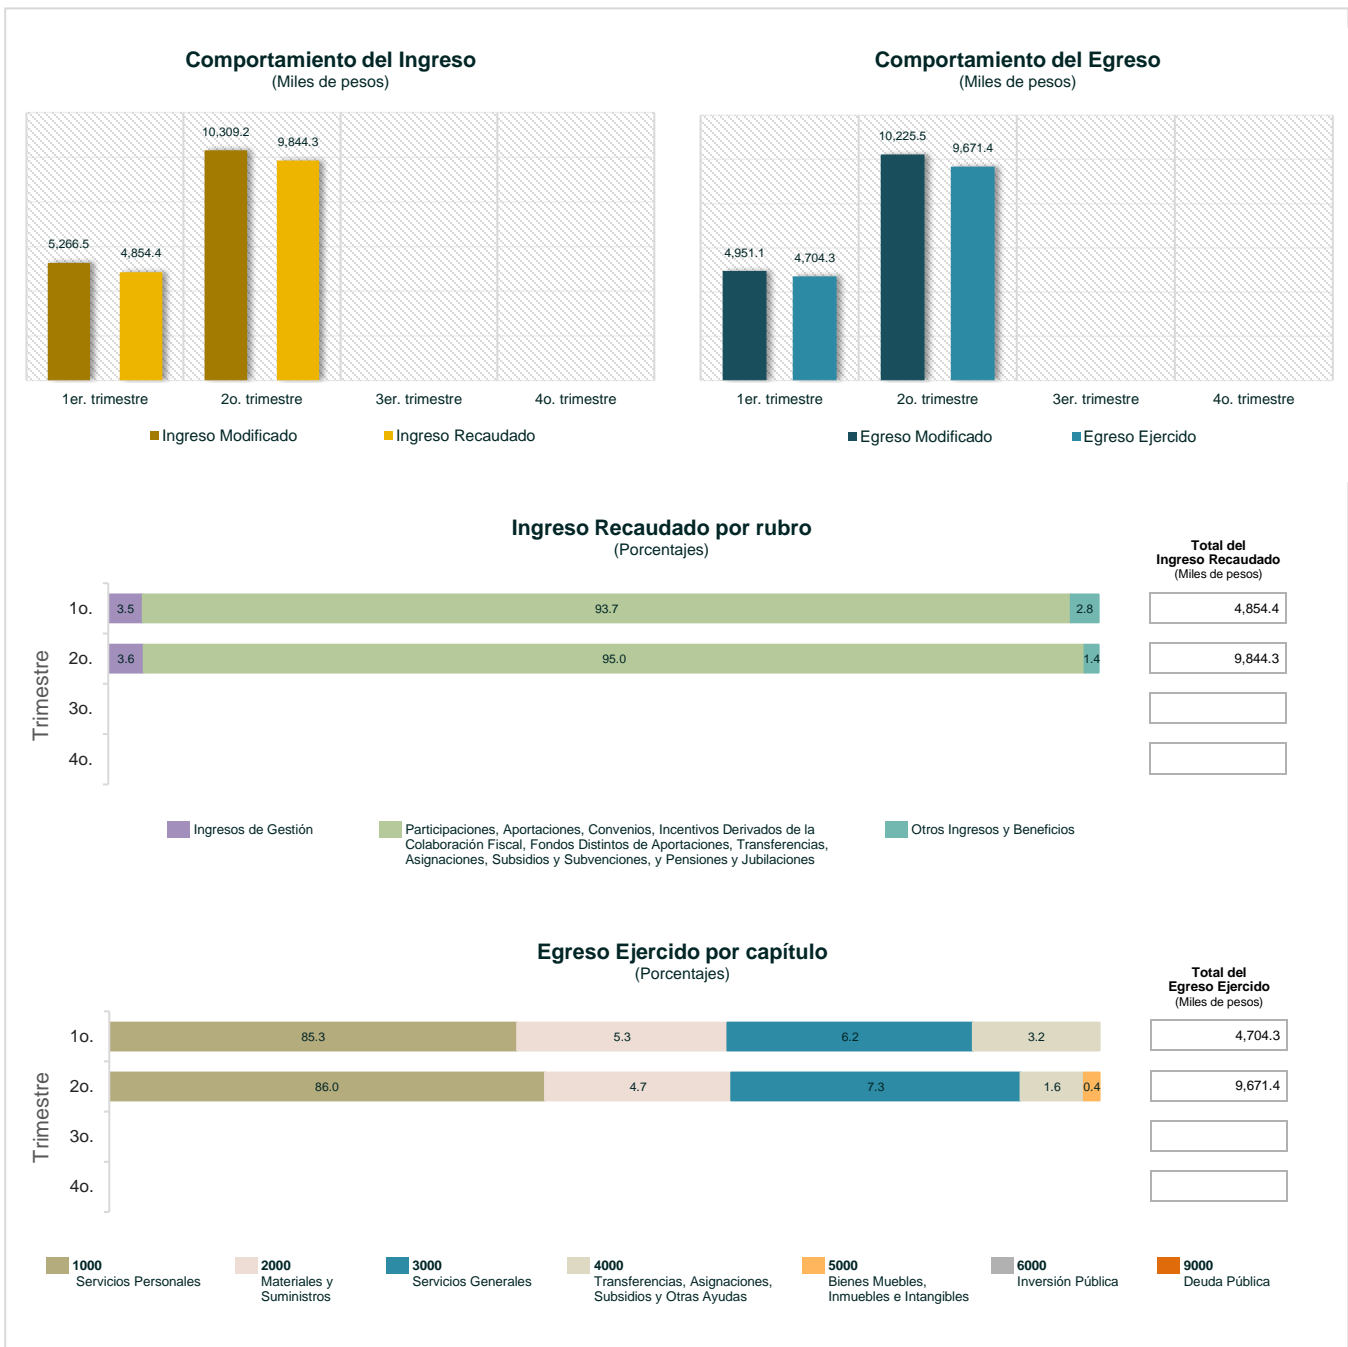 Comportamiento del Ingreso
(Miles de pesos)
10,309.2
9,844.3
5,266.5
4,854.4
1er. trimestre
2o. trimestre
3er. trimestre
4o. trimestre
Ingreso Modificado
Ingreso Recaudado
Comportamiento del Egreso
(Miles de pesos)
10,225.5
9,671.4
4,951.1
4,704.3
1er. trimestre
2o. trimestre
3er. trimestre
4o. trimestre
Egreso Modificado
Egreso Ejercido
Ingreso Recaudado por rubro
(Porcentajes)
Total del
Ingreso Recaudado
(Miles de pesos)
Trimestre
1o.
3.5
93.7
2.8
4,854.4
2o.
3.6
95.0
1.4
9,844.3
3o.
4o.
Ingresos de Gestión
Participaciones, Aportaciones, Convenios, Incentivos Derivados de la
Colaboración Fiscal, Fondos Distintos de Aportaciones, Transferencias,
Asignaciones, Subsidios y Subvenciones, y Pensiones y Jubilaciones
Otros Ingresos y Beneficios
Egreso Ejercido por capítulo
(Porcentajes)
Total del
Egreso Ejercido
(Miles de pesos)
Trimestre
1o.
85.3
5.3
6.2
3.2
4,704.3
2o.
86.0
4.7
7.3
1.6
0.4
9,671.4
3o.
4o.
1000
Servicios Personales
2000
Materiales y
Suministros
3000
Servicios Generales
4000
Transferencias, Asignaciones,
Subsidios y Otras Ayudas
5000
Bienes Muebles,
Inmuebles e Intangibles
6000
Inversión Pública
9000
Deuda Pública